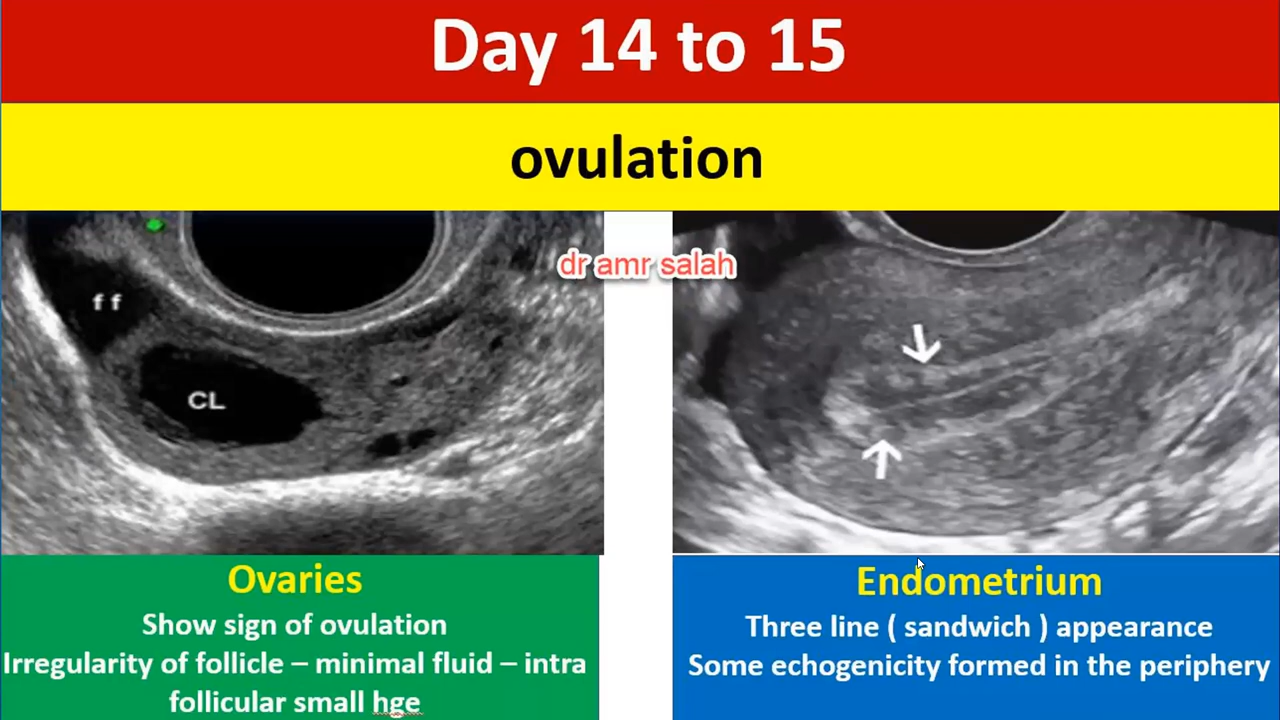 Day 14 to 15
ovulation
dr amr salah
f f
CL
Ovaries
Show sign of ovulation
Irregularity of follicle – minimal fluid – intra
follicular small hge
Endometrium
Three line ( sandwich ) appearance
Some echogenicity formed in the periphery